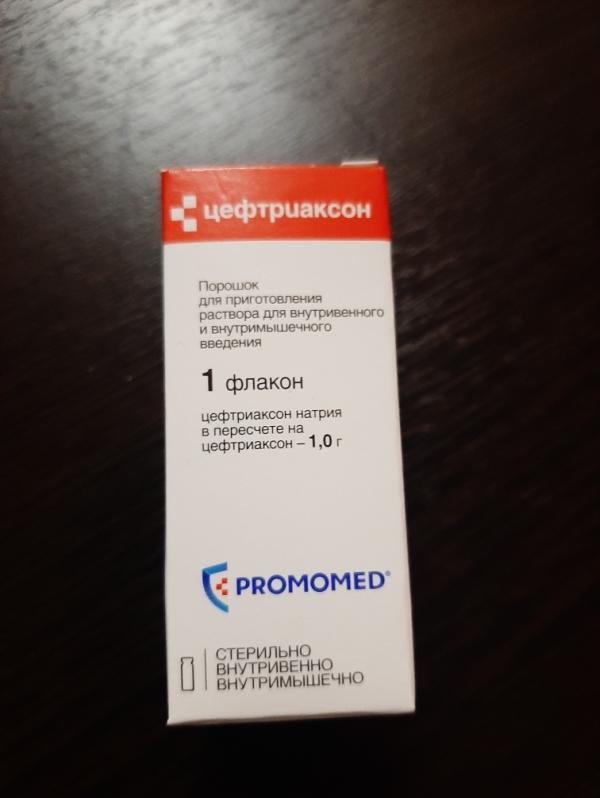 цефтриаксон
Порошок
для приготовления
раствора для внутривенного
и внутримышечного
введения
1 флакон
цефтриаксон натрия
в пересчете на
цефтриаксон – 1,0 г
PROMOMED®
СТЕРИЛЬНО
ВНУТРИВЕННО
ВНУТРИМЫШЕЧНО